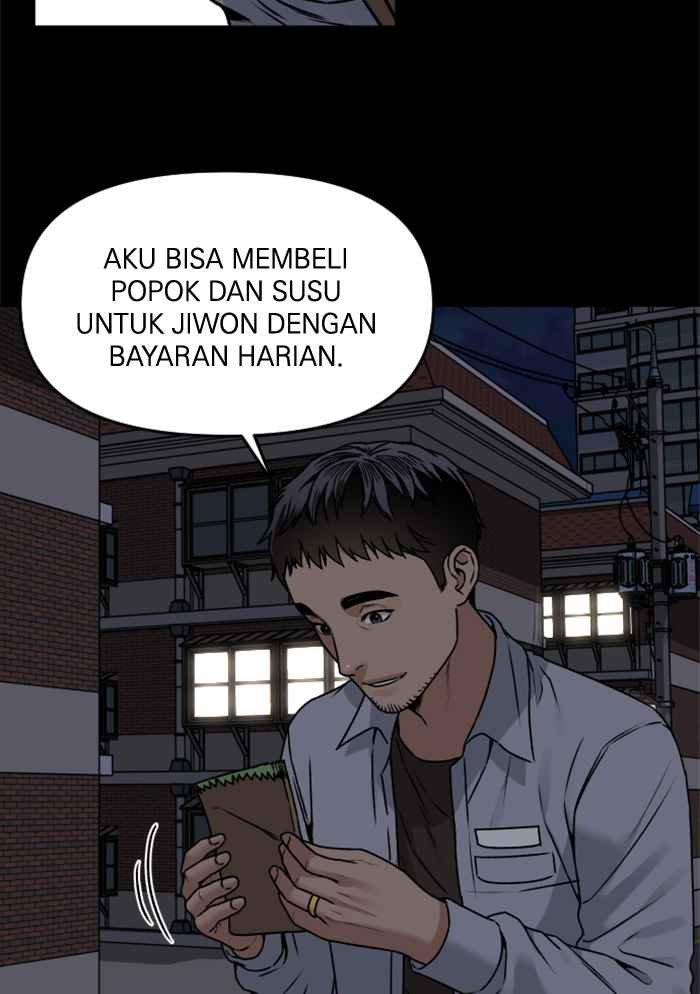 AKU BISA MEMBELI
POPOK DAN SUSU
UNTUK JIWON DENGAN
BAYARAN HARIAN.